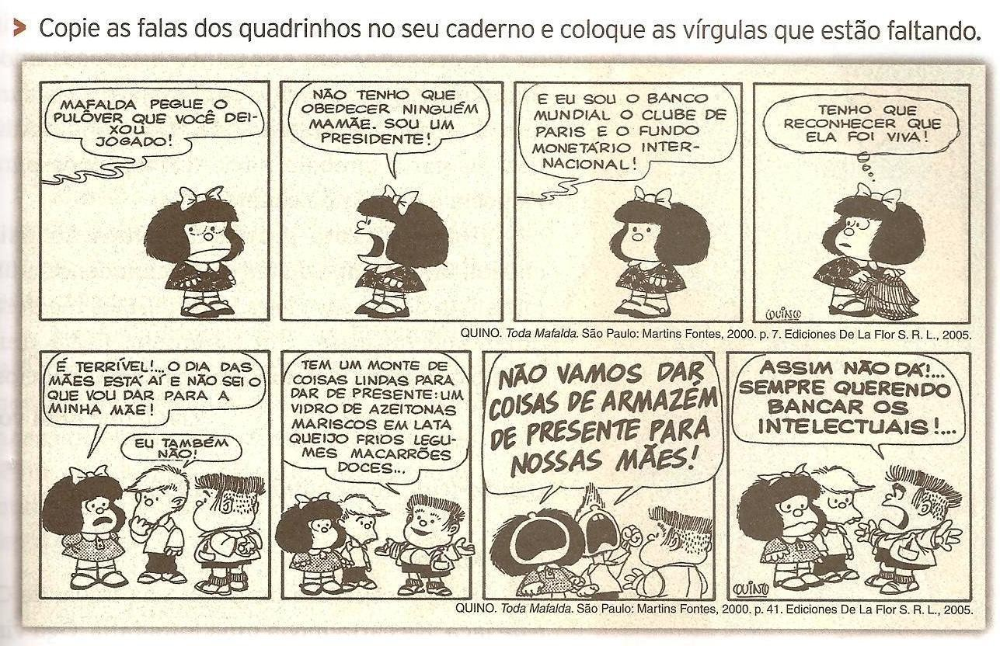 > Copie as falas dos quadrinhos no seu caderno e coloque as vírgulas que estão faltando.
MAFALDA PEGUE O
PULÔVER QUE VOCÊ DEI-
XOU
JOGADO!
NÃO TENHO QUE
OBEDECER NINGUÉM
MAMÃE. SOU UM
PRESIDENTE!
E EU SOU O BANCO
MUNDIAL O CLUBE DE
PARIS E O FUNDO
MONETÁRIO INTER-
NACIONAL!
TENHO QUE
RECONHECER QUE
ELA FOI VIVA!
QUINO
QUINO. Toda Mafalda. São Paulo: Martins Fontes, 2000. p. 7. Ediciones De La Flor S. R. L., 2005.
É TERRÍVEL!... O DIA DAS
MÃES ESTÁ AÍ E NÃO SEI O
QUE VOU DAR PARA A
MINHA MÃE!
EU TAMBÉM
NÃO!
TEM UM MONTE DE
COISAS LINDAS PARA
DAR DE PRESENTE: UM
VIDRO DE AZEITONAS
MARISCOS EM LATA
QUEIJO FRIOS LEGU-
MES MACARRÕES
DOCES...
NÃO VAMOS DAR
COISAS DE ARMAZÉM
DE PRESENTE PARA
NOSSAS MÃES!
ASSIM NÃO DÁ!...
SEMPRE QUERENDO
BANCAR OS
INTELECTUAIS!...
QUINO
QUINO. Toda Mafalda. São Paulo: Martins Fontes, 2000. p. 41. Ediciones De La Flor S. R. L., 2005.